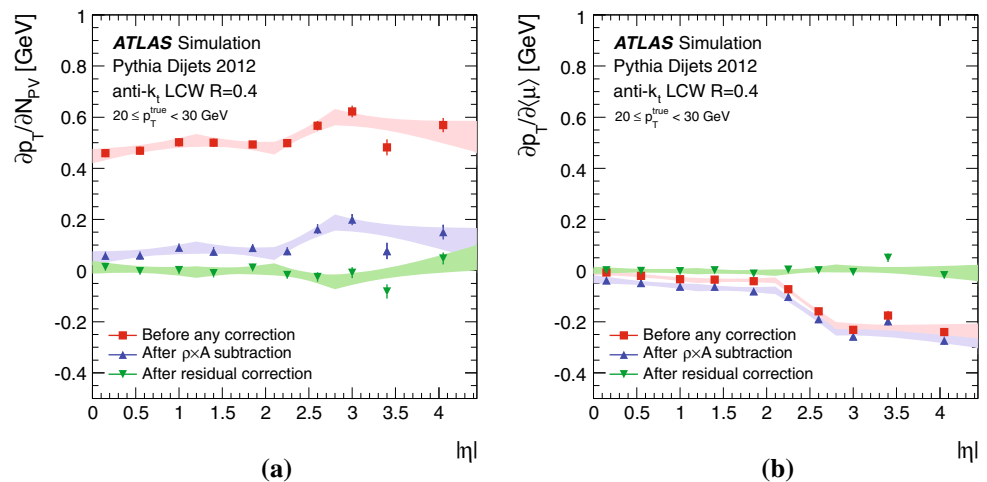 ∂p_T/∂N_PV [GeV]
1
0.8
0.6
0.4
0.2
0
-0.2
-0.4
ATLAS Simulation
Pythia Dijets 2012
anti-k_t LCW R=0.4
20 ≤ p_T^true < 30 GeV
Before any correction
After ρ×A subtraction
After residual correction
0 0.5 1 1.5 2 2.5 3 3.5 4
|η|
(a)
∂p_T/∂⟨μ⟩ [GeV]
1
0.8
0.6
0.4
0.2
0
-0.2
-0.4
ATLAS Simulation
Pythia Dijets 2012
anti-k_t LCW R=0.4
20 ≤ p_T^true < 30 GeV
Before any correction
After ρ×A subtraction
After residual correction
0 0.5 1 1.5 2 2.5 3 3.5 4
|η|
(b)